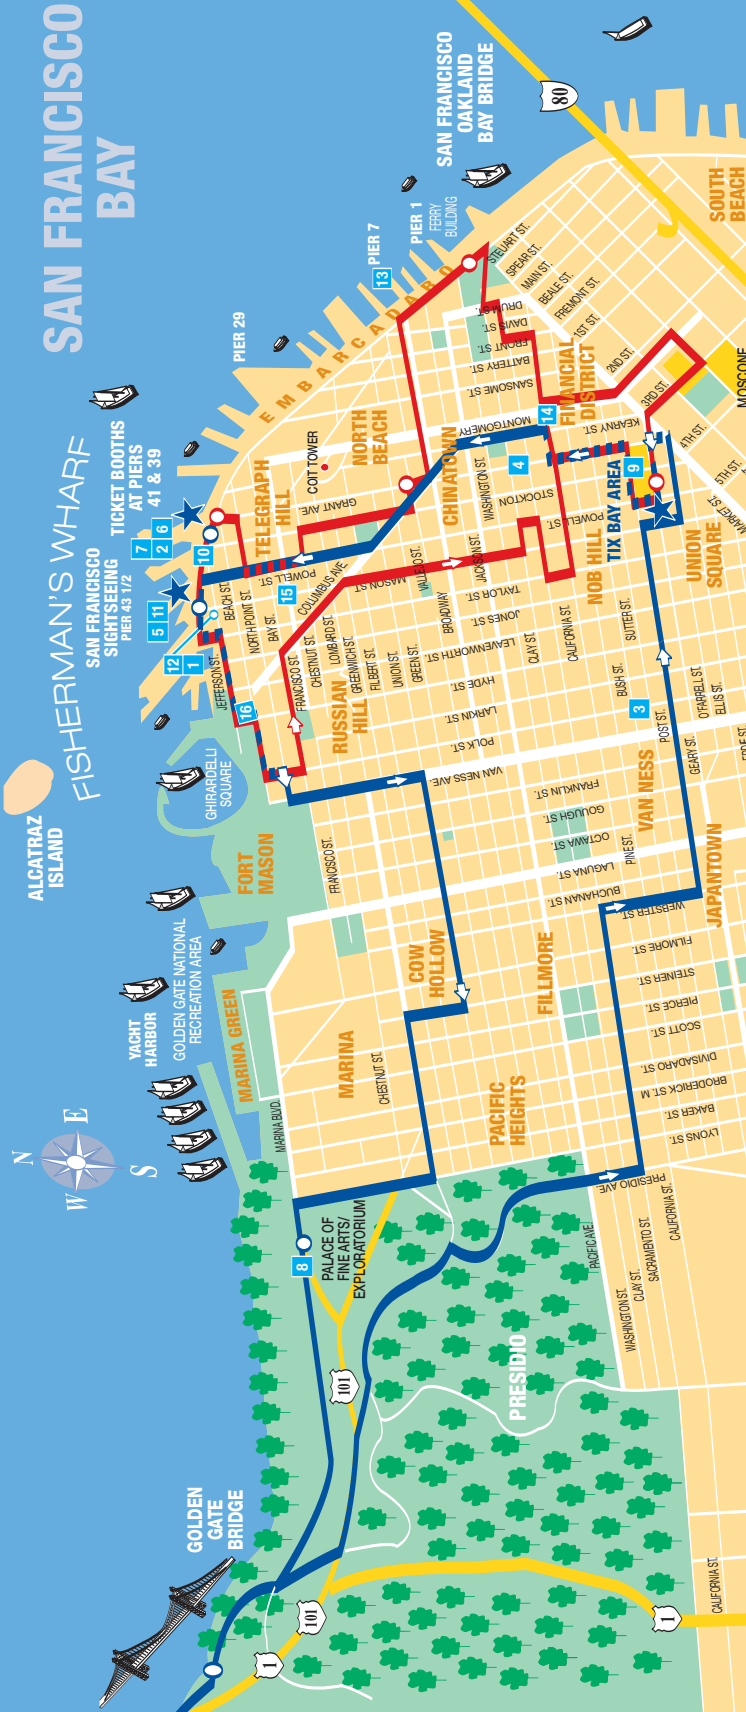 SAN FRANCISCO
BAY
SAN FRANCISCO
OAKLAND
BAY BRIDGE
80
SOUTH
BEACH
PIER 1
FERRY
BUILDING
PIER 7
13
PIER 29
EMBARCADARO
FISHERMAN'S WHARF
TICKET BOOTHS
AT PIERS
41 & 39
SAN FRANCISCO
SIGHTSEEING
PIER 43 1/2
7
6
2
10
5
11
12
1
16
15
14
4
9
3
8
ALCATRAZ
ISLAND
GHIRARDELLI
SQUARE
FORT
MASON
GOLDEN GATE NATIONAL
RECREATION AREA
YACHT
HARBOR
MARINA GREEN
MARINA
COW
HOLLOW
PACIFIC
HEIGHTS
FILLMORE
JAPANTOWN
VAN NESS
RUSSIAN
HILL
NOB HILL
TIX BAY AREA
UNION
SQUARE
CHINATOWN
FINANCIAL
DISTRICT
NORTH
BEACH
TELEGRAPH
HILL
COIT TOWER
MOSCONE
STEUART ST.
SPEAR ST.
MAIN ST.
BEALE ST.
FREMONT ST.
1ST ST.
2ND ST.
3RD ST.
4TH ST.
5TH ST.
MARKET ST.
DRUM ST.
DAVIS ST.
FRONT ST.
BATTERY ST.
SANSOME ST.
MONTGOMERY
KEARNY ST.
WASHINGTON ST.
STOCKTON
POWELL ST.
GRANT AVE.
POWELL ST.
COLUMBUS AVE.
MASON ST.
VALLEJO ST.
JACKSON ST.
TAYLOR ST.
JONES ST.
LEAVENWORTH ST.
HYDE ST.
LARKIN ST.
POLK ST.
VAN NESS AVE.
FRANKLIN ST.
GOUGH ST.
OCTAWA ST.
LAGUNA ST.
BUCHANAN ST.
WEBSTER ST.
FILMORE ST.
STEINER ST.
PIERCE ST.
SCOTT ST.
DIVISADARO ST.
BRODERICK ST. M
BAKER ST.
LYONS ST.
PRESIDIO AVE
BEACH ST.
JEFFERSON ST.
NORTH POINT ST.
BAY ST.
FRANCISCO ST.
CHESTNUT ST.
LOMBARD ST.
GREENWICH ST.
FILBERT ST.
UNION ST.
GREEN ST.
BROADWAY
CLAY ST.
CALIFORNIA ST.
SUTTER ST.
BUSH ST.
POST ST.
GEARY ST.
O'FARRELL ST.
ELLIS ST.
PINE ST.
FRANCISCO ST.
CHESTNUT ST.
MARINA BLVD.
PACIFIC AVE.
WASHINGTON ST.
CLAY ST.
SACRAMENTO ST.
CALIFORNIA ST.
CALIFORNIA ST.
PALACE OF
FINE ARTS/
EXPLORATORIUM
PRESIDIO
101
101
1
1
GOLDEN
GATE
BRIDGE
N
E
S
W